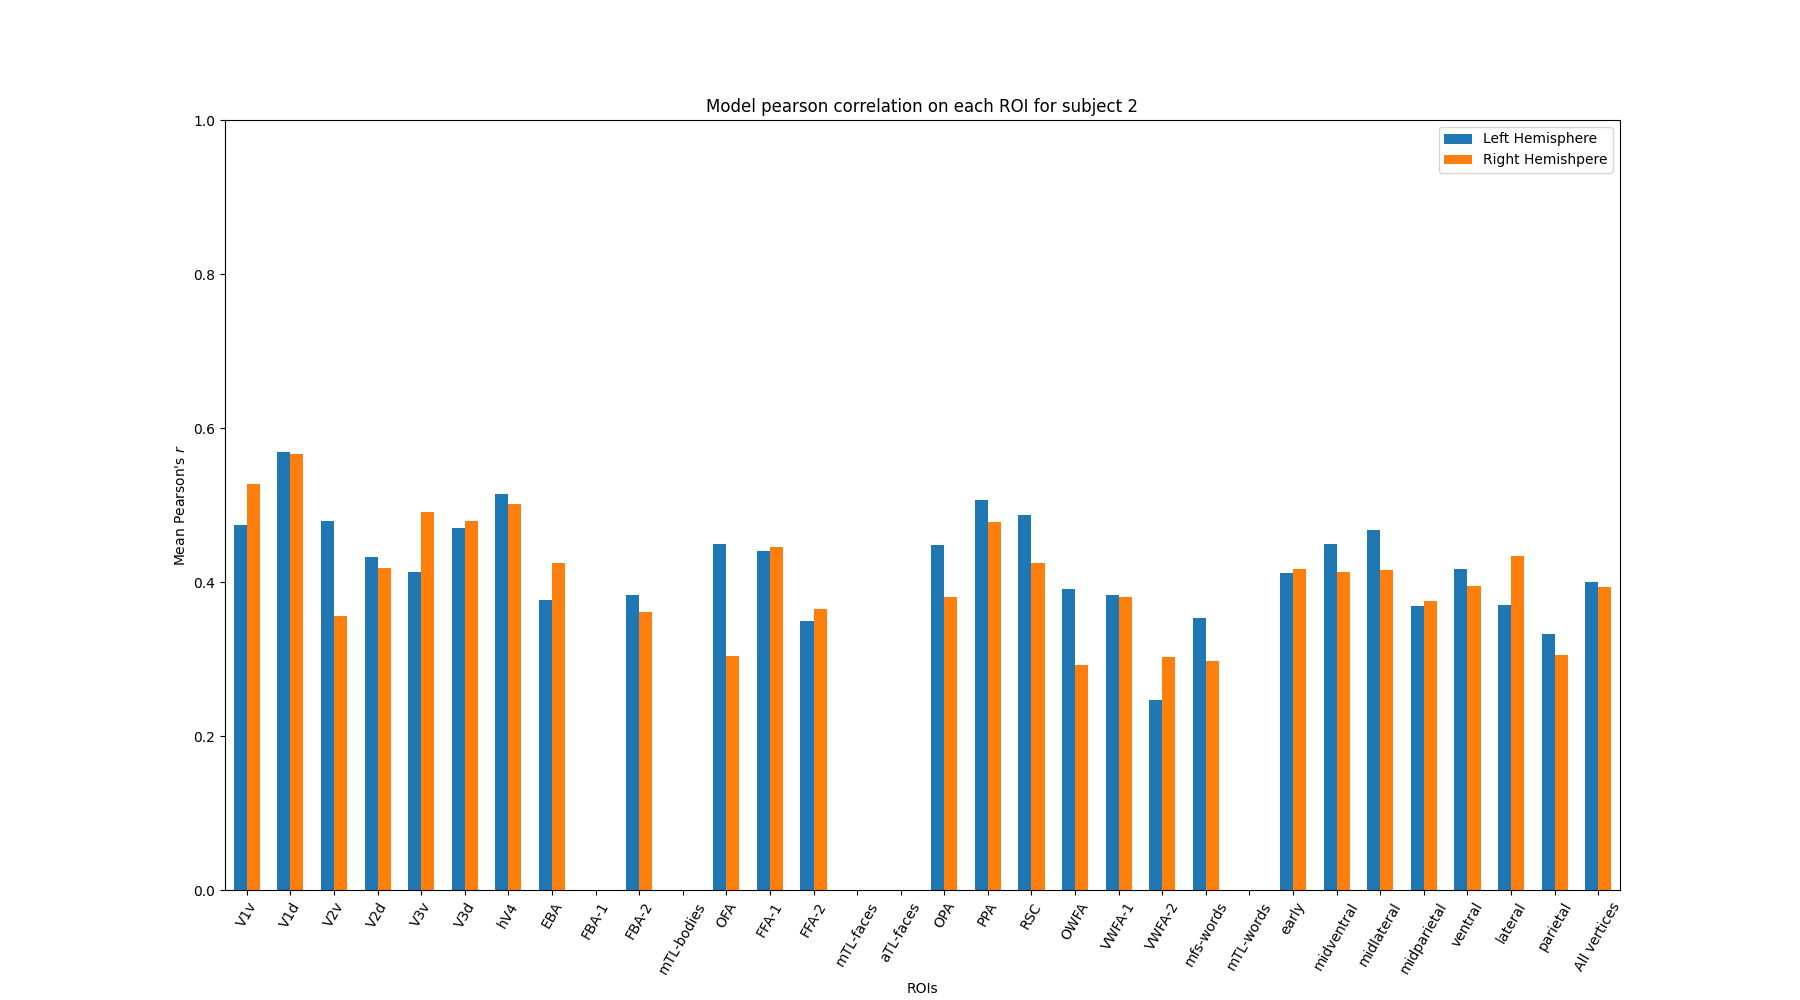 Model pearson correlation on each ROI for subject 2
1.0
0.8
0.6
0.4
0.2
0.0
Mean Pearson's r
Left Hemisphere
Right Hemishpere
V1v
V1d
V2v
V2d
V3v
V3d
hV4
EBA
FBA-1
FBA-2
mTL-bodies
OFA
FFA-1
FFA-2
mTL-faces
aTL-faces
OPA
PPA
RSC
OWFA
VWFA-1
VWFA-2
mfs-words
mTL-words
early
midventral
midlateral
midparietal
ventral
lateral
parietal
All vertices
ROIs